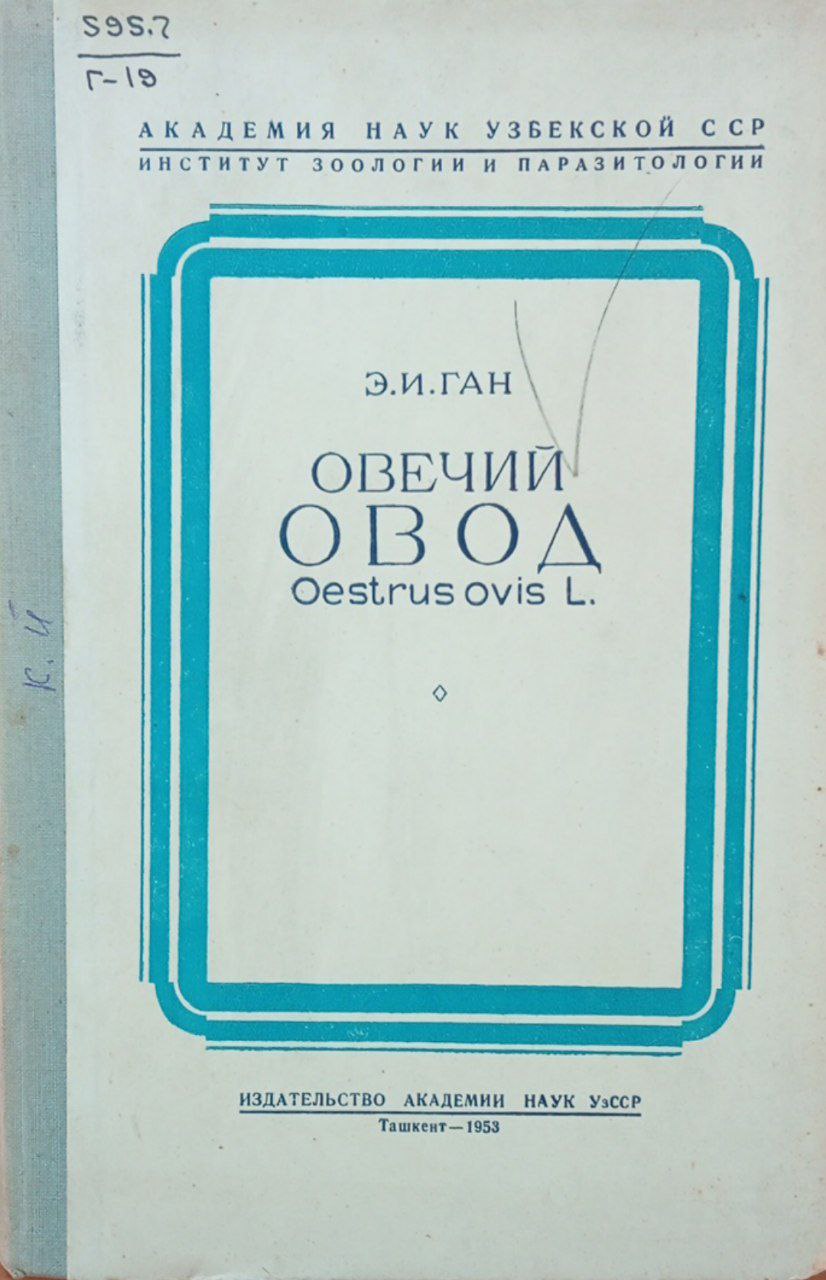 595.7
Г-19
АКАДЕМИЯ НАУК УЗБЕКСКОЙ ССР
ИНСТИТУТ ЗООЛОГИИ И ПАРАЗИТОЛОГИИ
Э.И.ГАН
ОВЕЧИЙ
ОВОД
Oestrus ovis L.
ИЗДАТЕЛЬСТВО АКАДЕМИИ НАУК УзССР
Ташкент—1953
К.Й